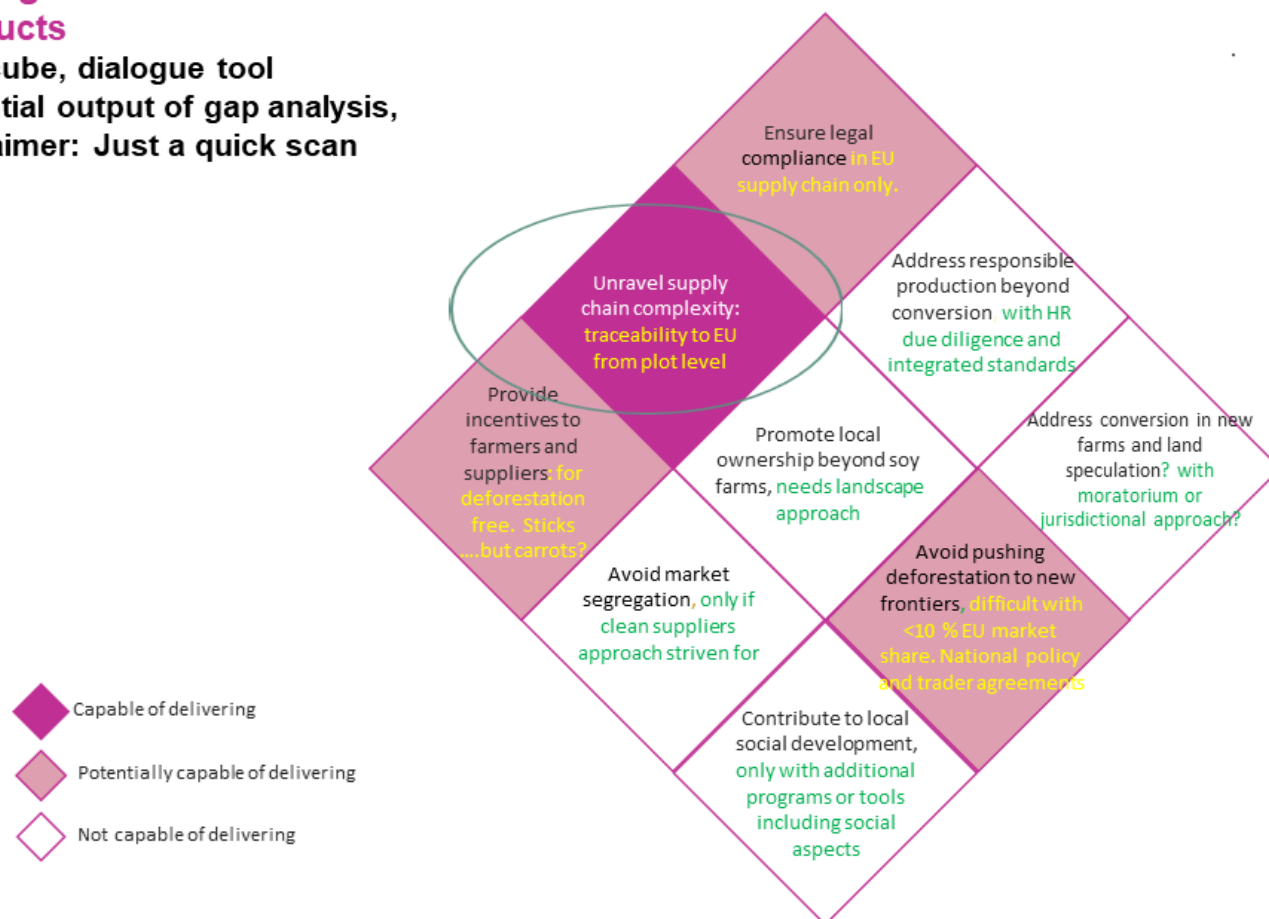 ucts
cube, dialogue tool
tial output of gap analysis,
aimer: Just a quick scan
Ensure legal
compliance in EU
supply chain only.
Unravel supply
chain complexity:
traceability to EU
from plot level
Address responsible
production beyond
conversion with HR
due diligence and
integrated standards
Provide
incentives to
farmers and
suppliers: for
deforestation
free. Sticks
....but carrots?
Promote local
ownership beyond soy
farms, needs landscape
approach
Address conversion in new
farms and land
speculation? with
moratorium or
jurisdictional approach?
Avoid market
segregation, only if
clean suppliers
approach striven for
Avoid pushing
deforestation to new
frontiers, difficult with
<10 % EU market
share. National policy
and trader agreements
Contribute to local
social development,
only with additional
programs or tools
including social
aspects
Capable of delivering
Potentially capable of delivering
Not capable of delivering